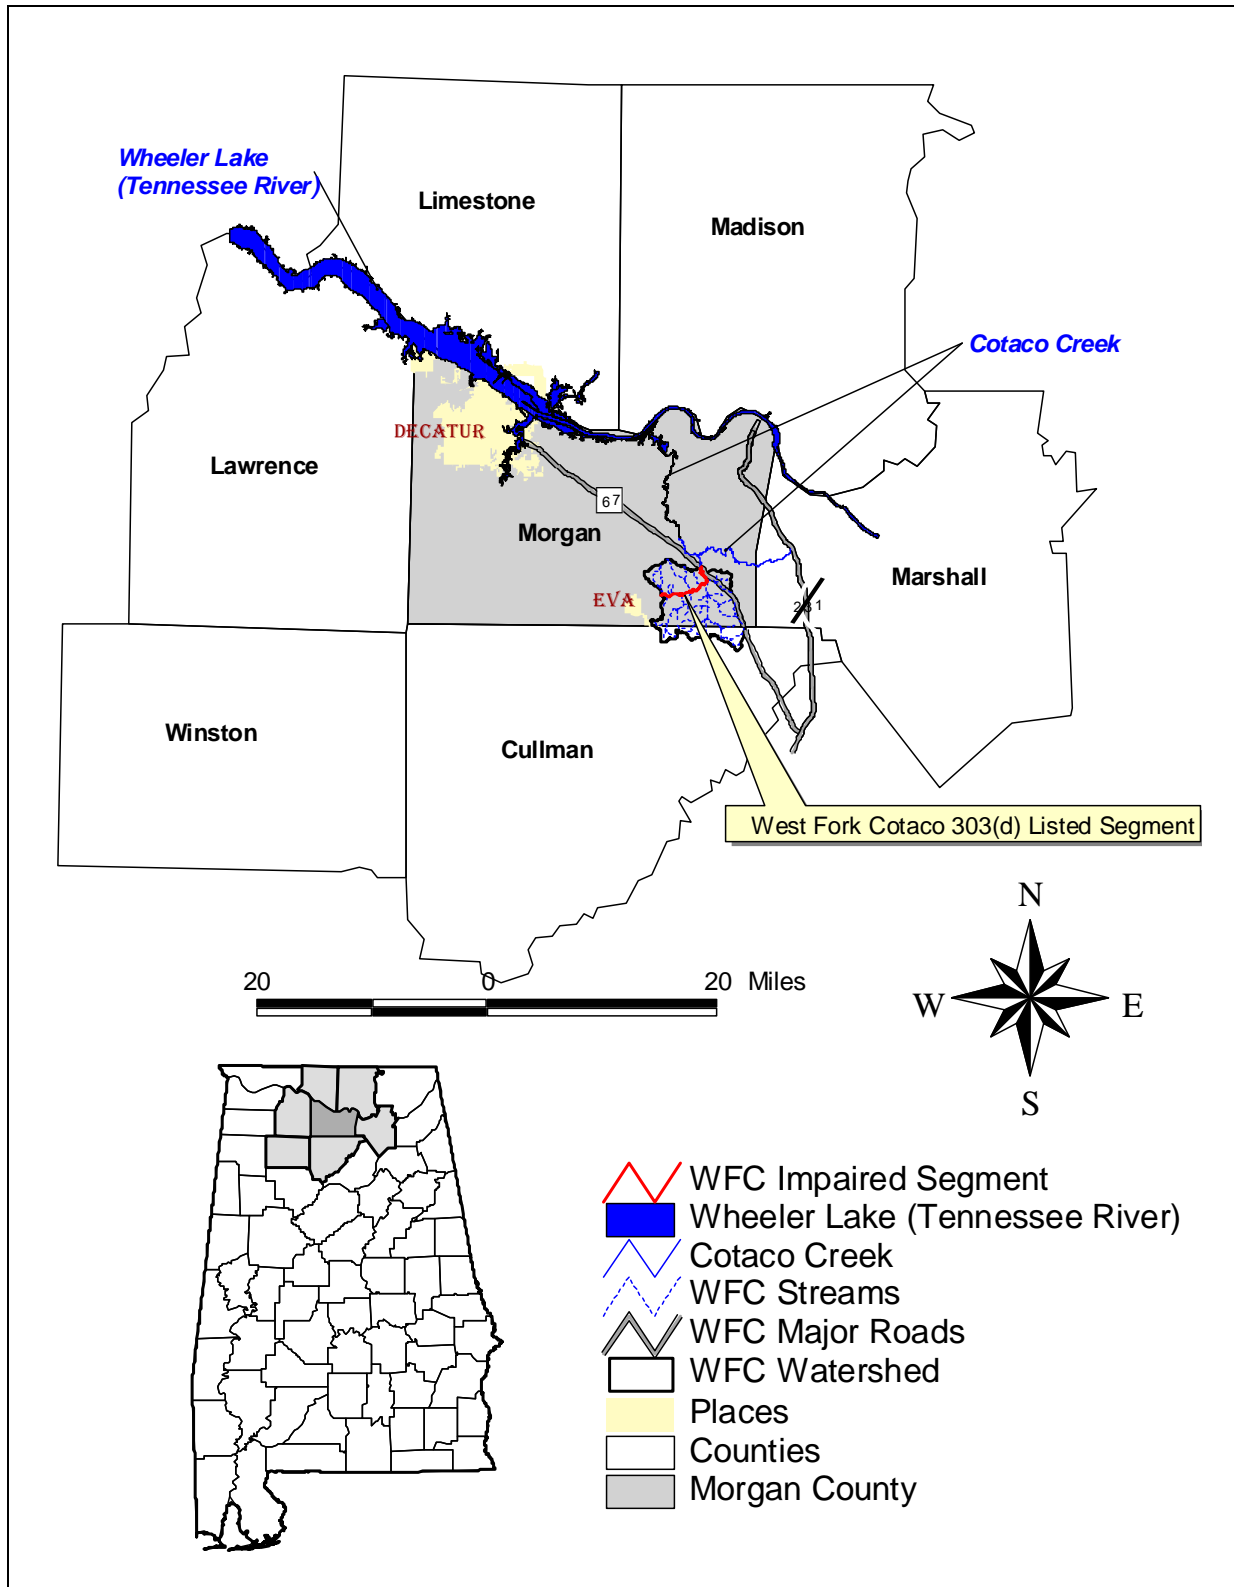 Wheeler Lake
(Tennessee River)
Limestone
Madison
Cotaco Creek
DECATUR
Lawrence
67
Morgan
Marshall
EVA
231
Winston
Cullman
West Fork Cotaco 303(d) Listed Segment
N
20 0 20 Miles
W E
S
WFC Impaired Segment
Wheeler Lake (Tennessee River)
Cotaco Creek
WFC Streams
WFC Major Roads
WFC Watershed
Places
Counties
Morgan County